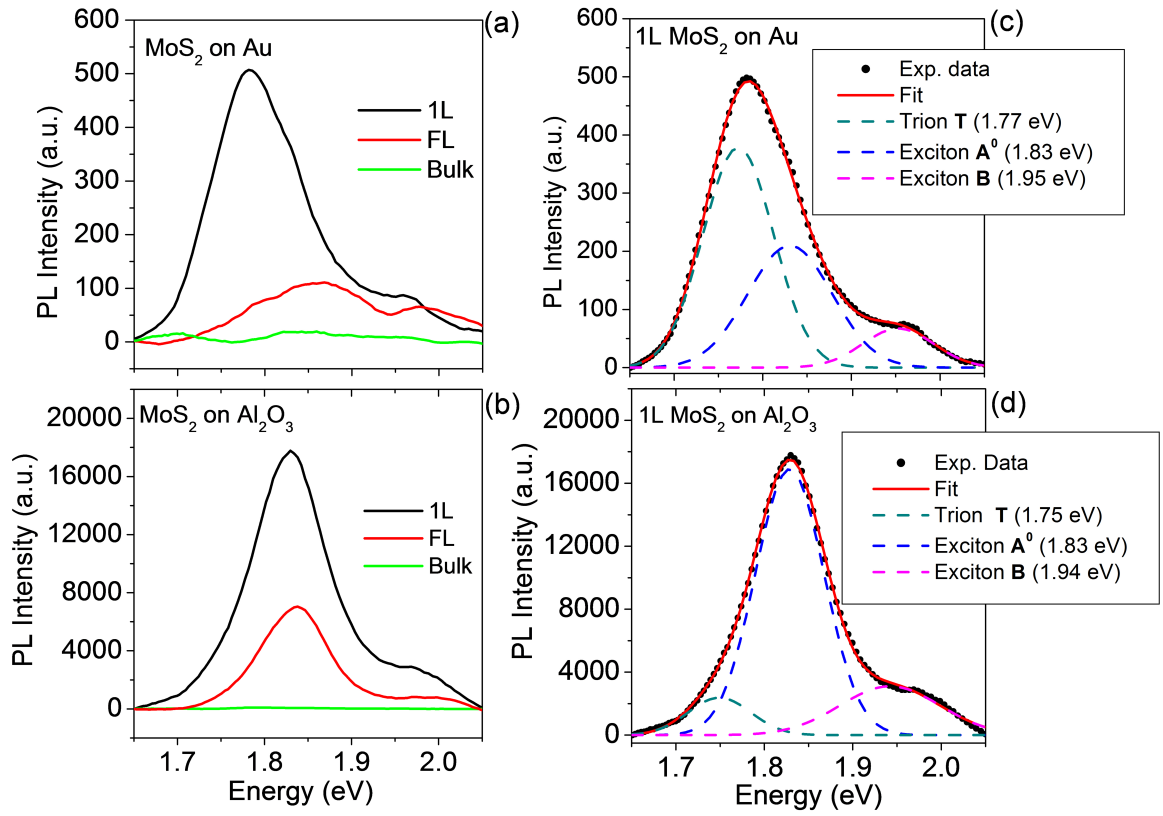 (a)
MoS₂ on Au
1L
FL
Bulk
600
500
400
300
200
100
0
PL Intensity (a.u.)
(c)
1L MoS₂ on Au
Exp. data
Fit
Trion T (1.77 eV)
Exciton A⁰ (1.83 eV)
Exciton B (1.95 eV)
600
500
400
300
200
100
0
PL Intensity (a.u.)
(b)
MoS₂ on Al₂O₃
1L
FL
Bulk
20000
16000
12000
8000
4000
0
PL Intensity (a.u.)
1.7 1.8 1.9 2.0
Energy (eV)
(d)
1L MoS₂ on Al₂O₃
Exp. Data
Fit
Trion T (1.75 eV)
Exciton A⁰ (1.83 eV)
Exciton B (1.94 eV)
20000
16000
12000
8000
4000
0
PL Intensity (a.u.)
1.7 1.8 1.9 2.0
Energy (eV)